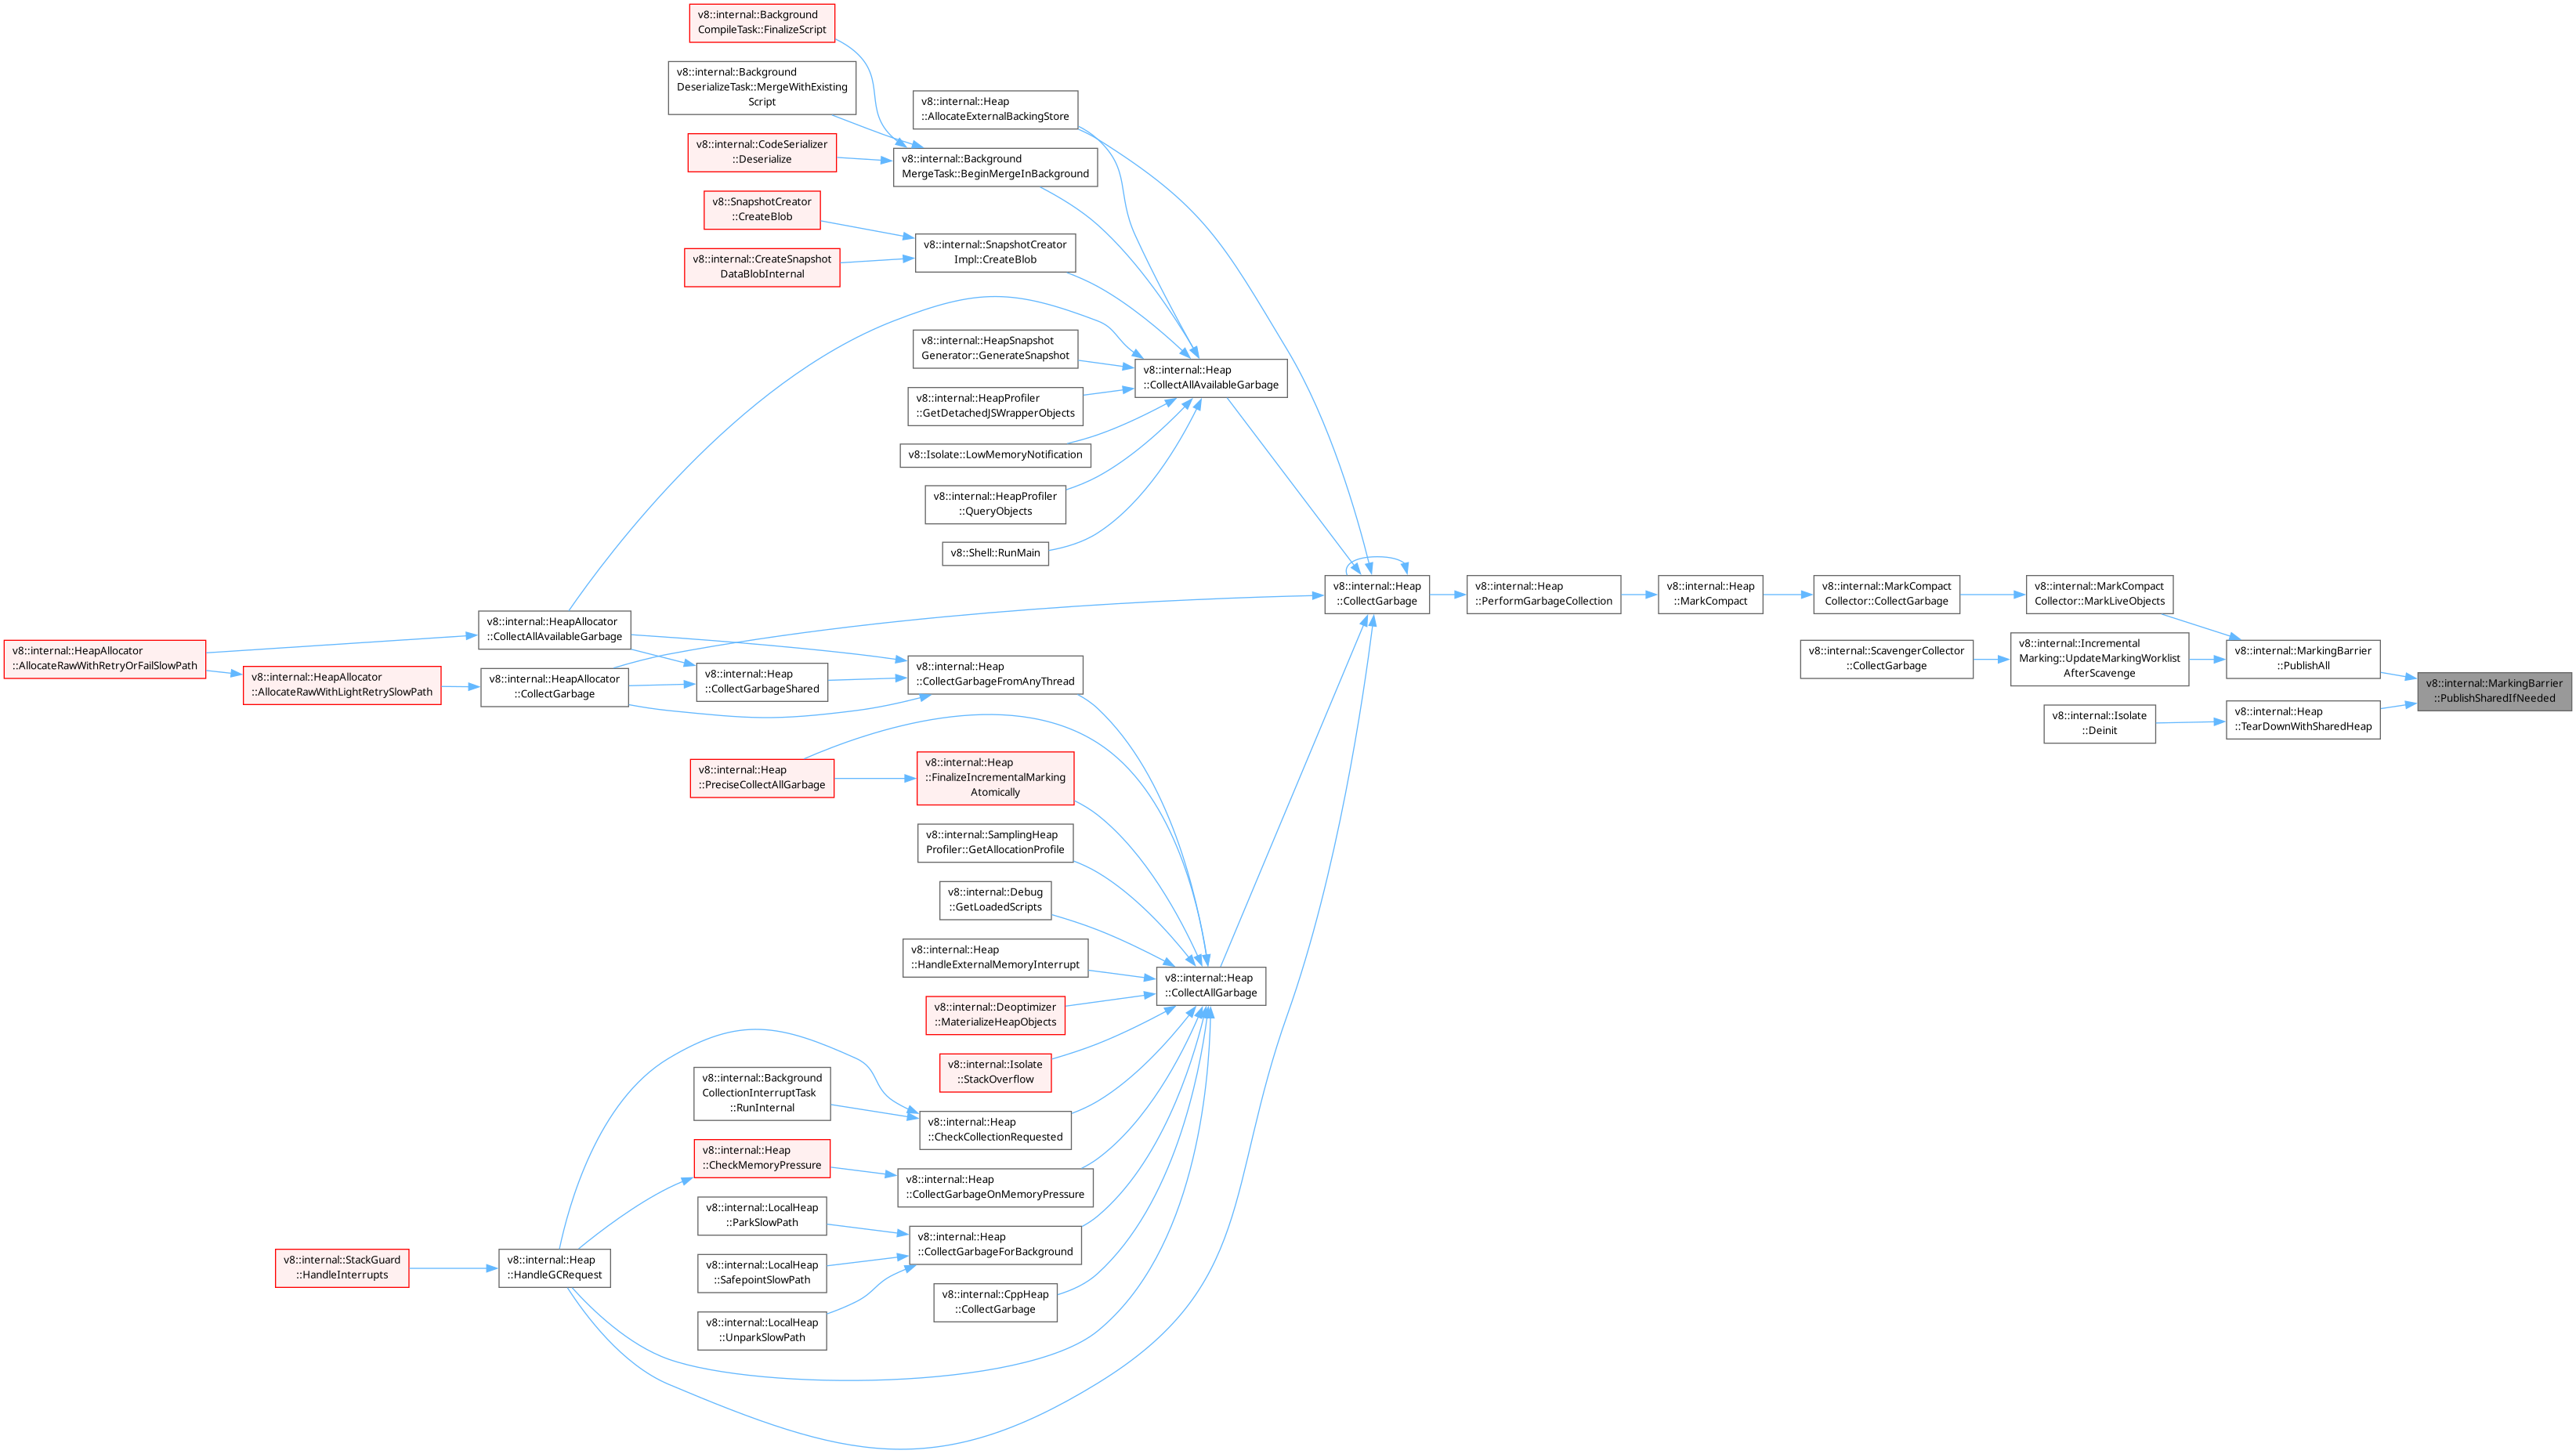 v8::internal::Background
CompileTask::FinalizeScript
v8::internal::Background
DeserializeTask::MergeWithExisting
Script
v8::internal::CodeSerializer
::Deserialize
v8::SnapshotCreator
::CreateBlob
v8::internal::CreateSnapshot
DataBlobInternal
v8::internal::Heap
::AllocateExternalBackingStore
v8::internal::Background
MergeTask::BeginMergeInBackground
v8::internal::SnapshotCreator
Impl::CreateBlob
v8::internal::HeapSnapshot
Generator::GenerateSnapshot
v8::internal::HeapProfiler
::GetDetachedJSWrapperObjects
v8::Isolate::LowMemoryNotification
v8::internal::HeapProfiler
::QueryObjects
v8::Shell::RunMain
v8::internal::Heap
::CollectAllAvailableGarbage
v8::internal::HeapAllocator
::AllocateRawWithRetryOrFailSlowPath
v8::internal::HeapAllocator
::AllocateRawWithLightRetrySlowPath
v8::internal::HeapAllocator
::CollectAllAvailableGarbage
v8::internal::HeapAllocator
::CollectGarbage
v8::internal::Heap
::CollectGarbageShared
v8::internal::Heap
::CollectGarbageFromAnyThread
v8::internal::Heap
::PreciseCollectAllGarbage
v8::internal::Heap
::FinalizeIncrementalMarking
Atomically
v8::internal::SamplingHeap
Profiler::GetAllocationProfile
v8::internal::Debug
::GetLoadedScripts
v8::internal::Heap
::HandleExternalMemoryInterrupt
v8::internal::Deoptimizer
::MaterializeHeapObjects
v8::internal::Isolate
::StackOverflow
v8::internal::Heap
::CollectAllGarbage
v8::internal::Background
CollectionInterruptTask
::RunInternal
v8::internal::Heap
::CheckCollectionRequested
v8::internal::Heap
::CheckMemoryPressure
v8::internal::Heap
::CollectGarbageOnMemoryPressure
v8::internal::LocalHeap
::ParkSlowPath
v8::internal::LocalHeap
::SafepointSlowPath
v8::internal::LocalHeap
::UnparkSlowPath
v8::internal::Heap
::CollectGarbageForBackground
v8::internal::CppHeap
::CollectGarbage
v8::internal::StackGuard
::HandleInterrupts
v8::internal::Heap
::HandleGCRequest
v8::internal::Heap
::CollectGarbage
v8::internal::Heap
::PerformGarbageCollection
v8::internal::Heap
::MarkCompact
v8::internal::MarkCompact
Collector::CollectGarbage
v8::internal::MarkCompact
Collector::MarkLiveObjects
v8::internal::ScavengerCollector
::CollectGarbage
v8::internal::Incremental
Marking::UpdateMarkingWorklist
AfterScavenge
v8::internal::MarkingBarrier
::PublishAll
v8::internal::Isolate
::Deinit
v8::internal::Heap
::TearDownWithSharedHeap
v8::internal::MarkingBarrier
::PublishSharedIfNeeded